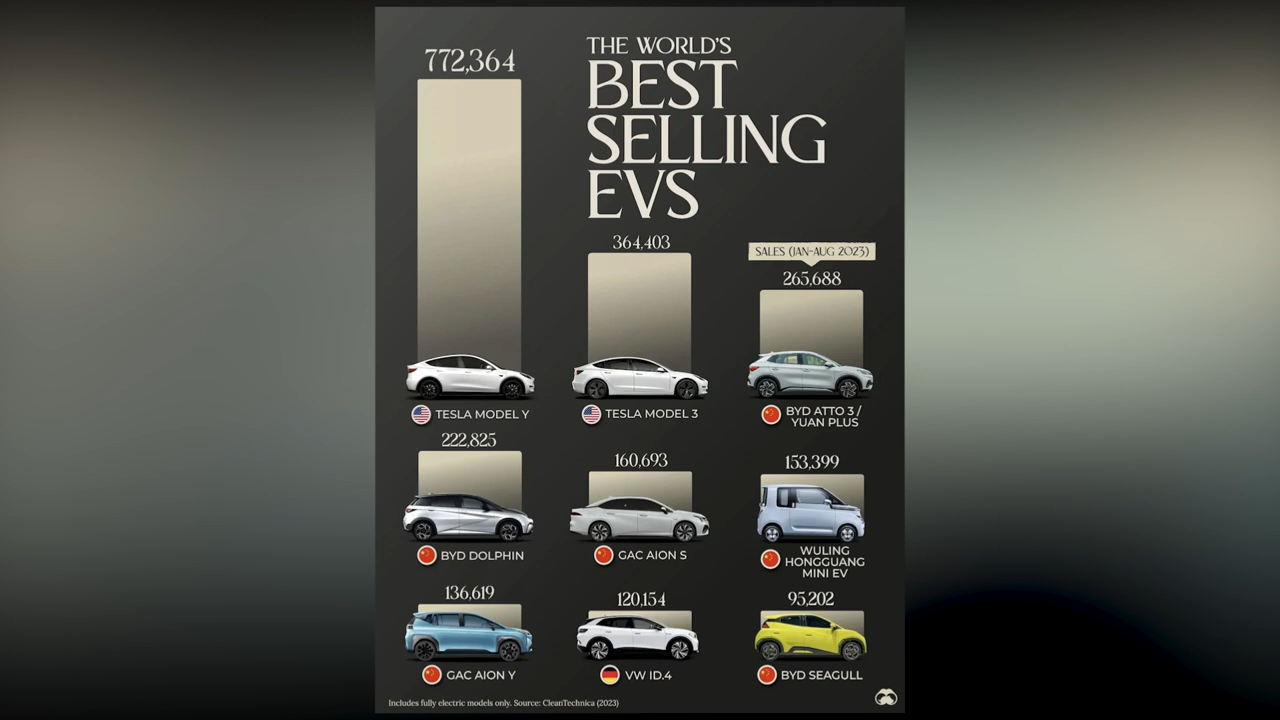 THE WORLD'S
BEST
SELLING
EVS
772,364
TESLA MODEL Y
364,403
TESLA MODEL 3
SALES (JAN-AUG 2023)
265,688
BYD ATTO 3 /
YUAN PLUS
222,825
BYD DOLPHIN
160,693
GAC AION S
153,399
WULING
HONGGUANG
MINI EV
136,619
GAC AION Y
120,154
VW ID.4
95,202
BYD SEAGULL
Includes fully electric models only. Source: CleanTechnica (2023)